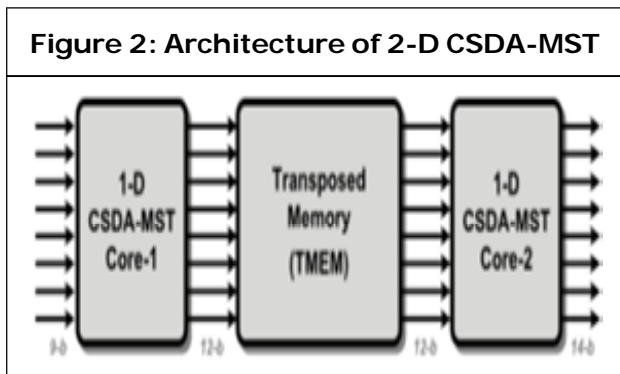 Figure 2: Architecture of 2-D CSDA-MST
1-D
CSDA-MST
Core-1
Transposed
Memory
(TMEM)
1-D
CSDA-MST
Core-2
9-b
12-b
12-b
14-b